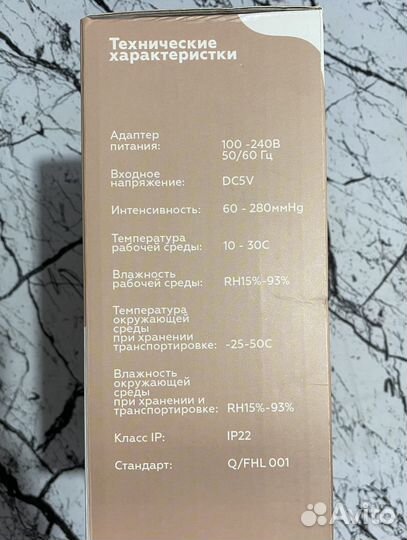 Технические
характеристки
Адаптер
питания: 100 -240В
50/60 Гц
Входное
напряжение: DC5V
Интенсивность: 60 - 280ммHg
Температура
рабочей среды: 10 - 30С
Влажность
рабочей среды: RH15%-93%
Температура
окружающей
среды
при хранении
транспортировке: -25-50С
Влажность
окружающей
среды
при хранении и
транспортировке: RH15%-93%
Класс IP: IP22
Стандарт: Q/FHL 001
Avito